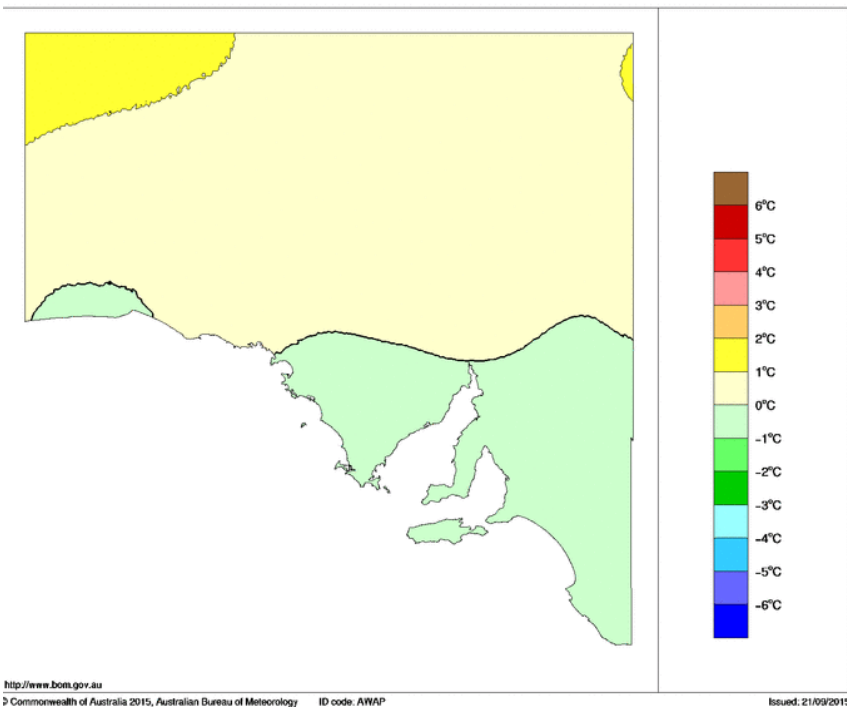 6°C
5°C
4°C
3°C
2°C
1°C
0°C
-1°C
-2°C
-3°C
-4°C
-5°C
-6°C
http://www.bom.gov.au
© Commonwealth of Australia 2015, Australian Bureau of Meteorology ID code: AWAP Issued: 21/09/2015